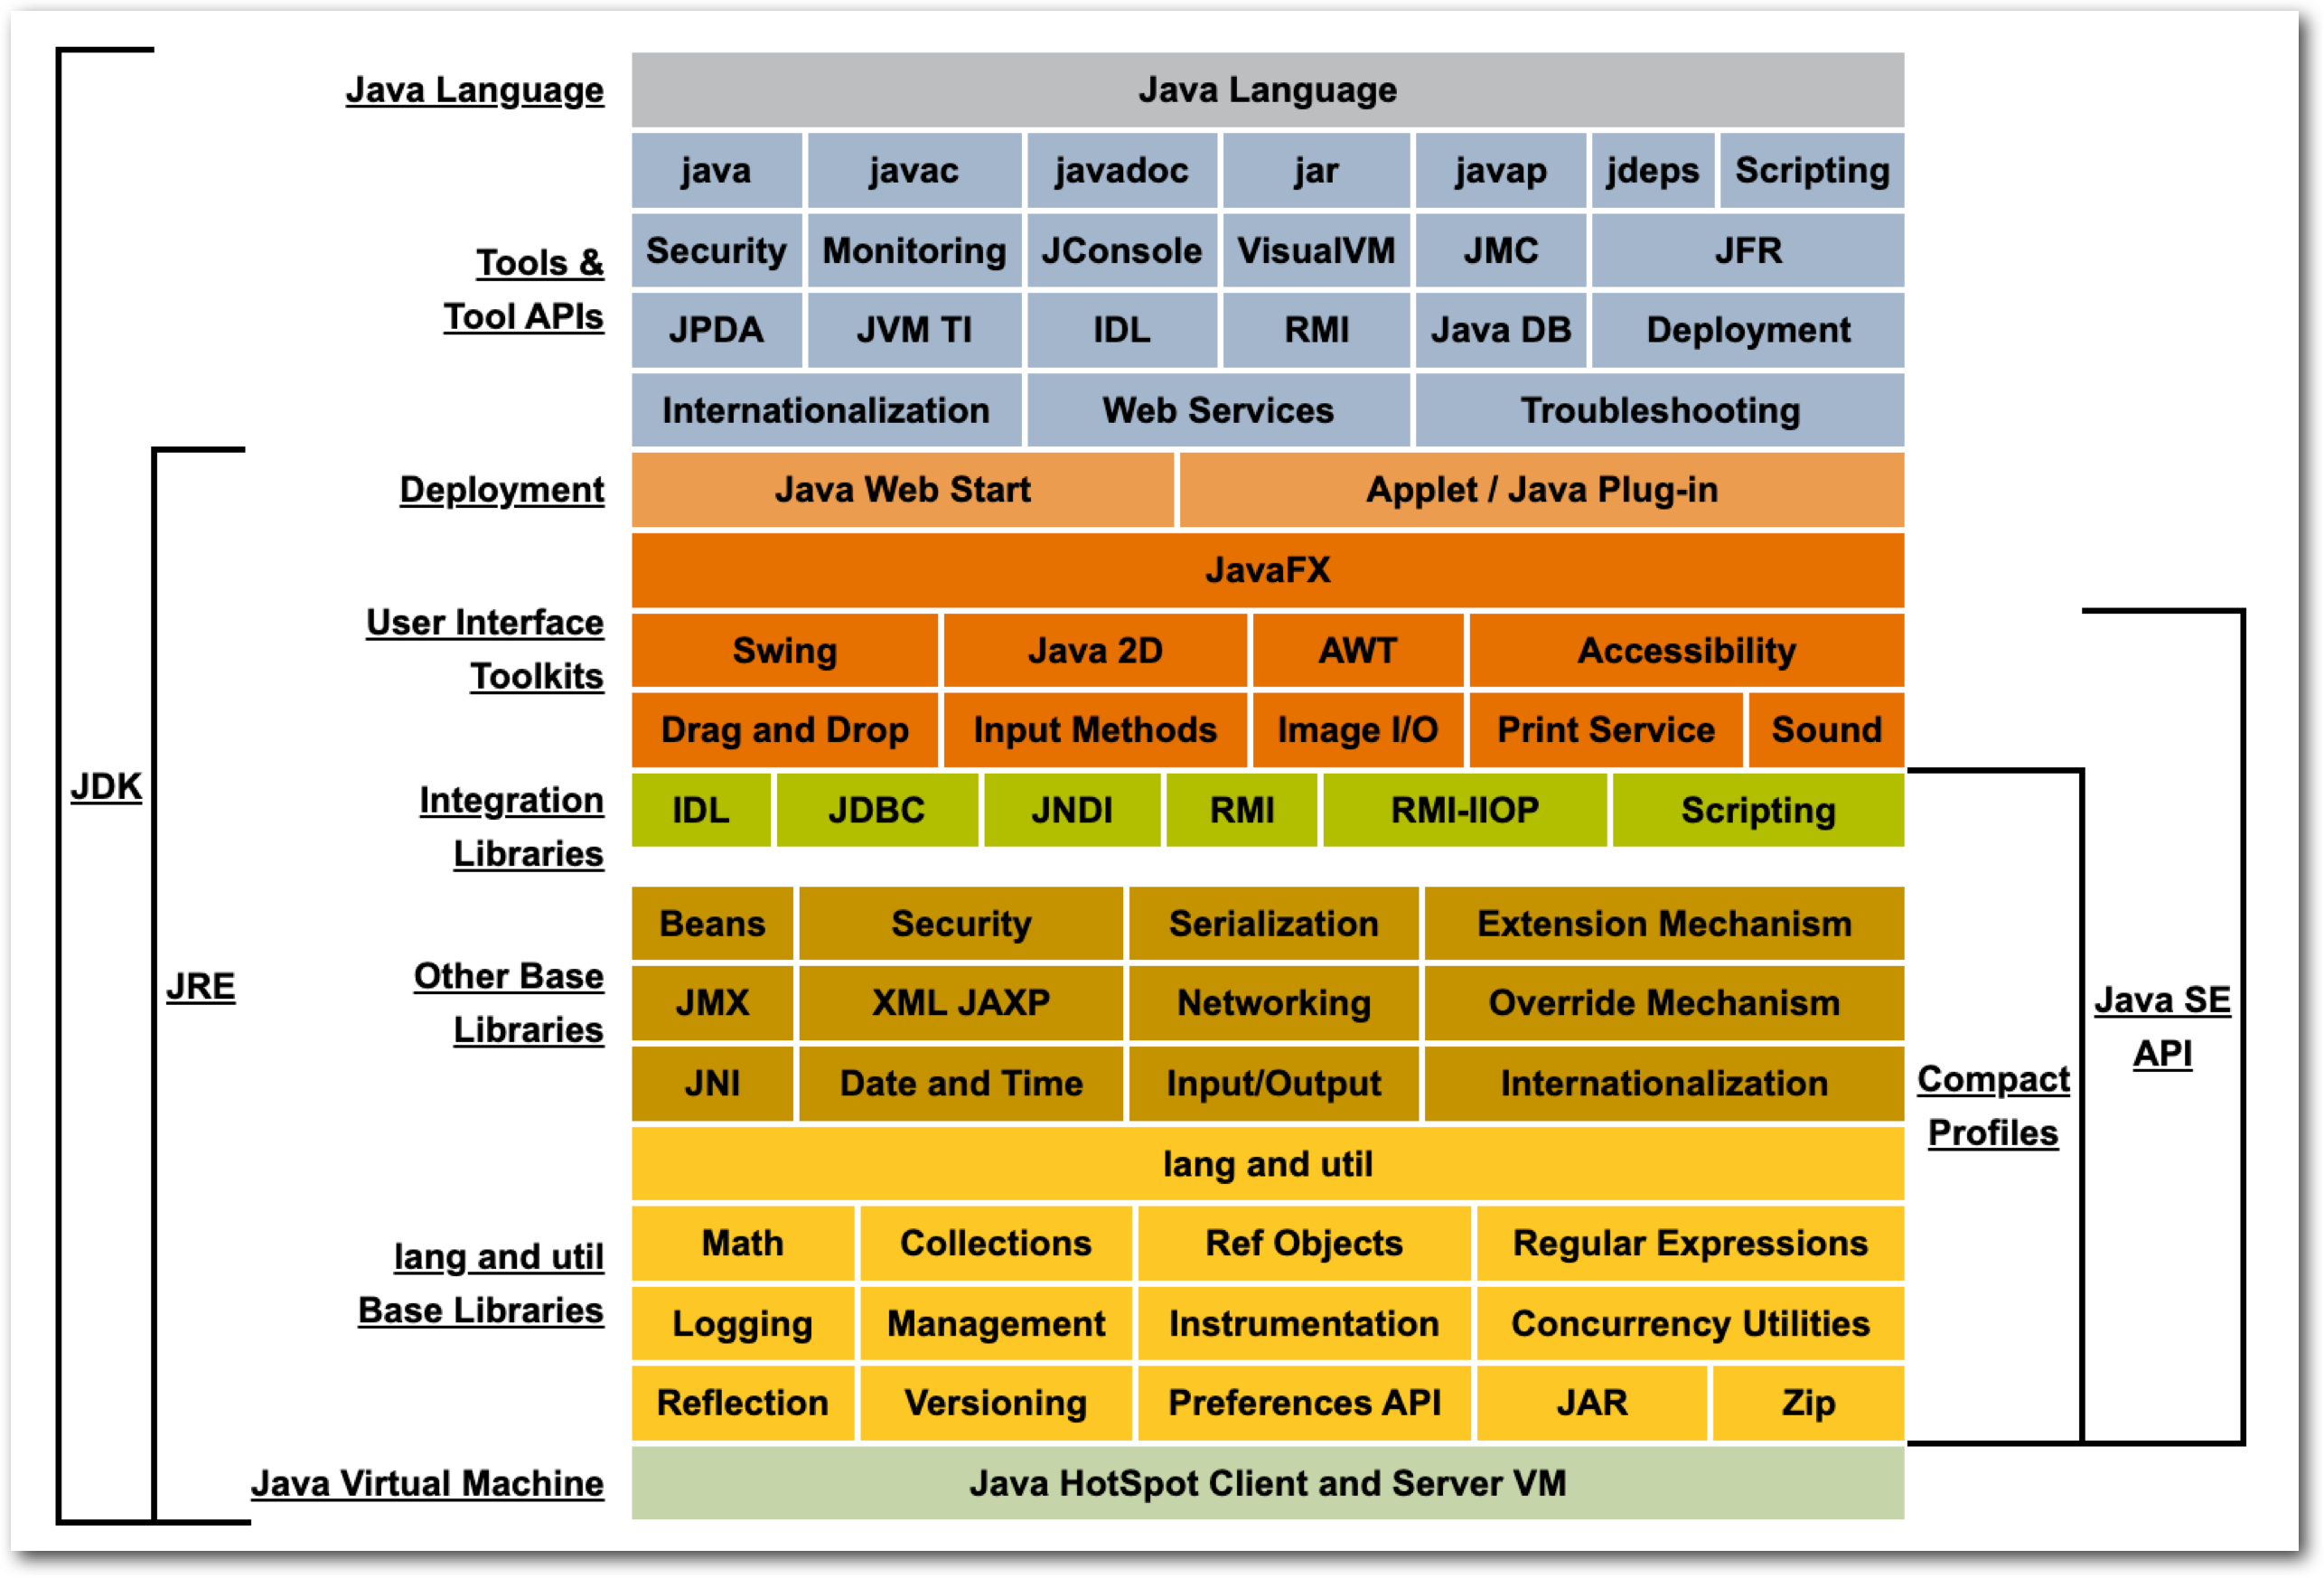 Java Language
Java Language
java javac javadoc jar javap jdeps Scripting
Tools &
Tool APIs
Security Monitoring JConsole VisualVM JMC JFR
JPDA JVM TI IDL RMI Java DB Deployment
Internationalization Web Services Troubleshooting
Deployment
Java Web Start Applet / Java Plug-in
JavaFX
User Interface
Toolkits
Swing Java 2D AWT Accessibility
Drag and Drop Input Methods Image I/O Print Service Sound
JDK
Integration
Libraries
IDL JDBC JNDI RMI RMI-IIOP Scripting
Beans Security Serialization Extension Mechanism
JRE
Other Base
Libraries
JMX XML JAXP Networking Override Mechanism
Java SE
API
JNI Date and Time Input/Output Internationalization
Compact
Profiles
lang and util
lang and util
Base Libraries
Math Collections Ref Objects Regular Expressions
Logging Management Instrumentation Concurrency Utilities
Reflection Versioning Preferences API JAR Zip
Java Virtual Machine
Java HotSpot Client and Server VM